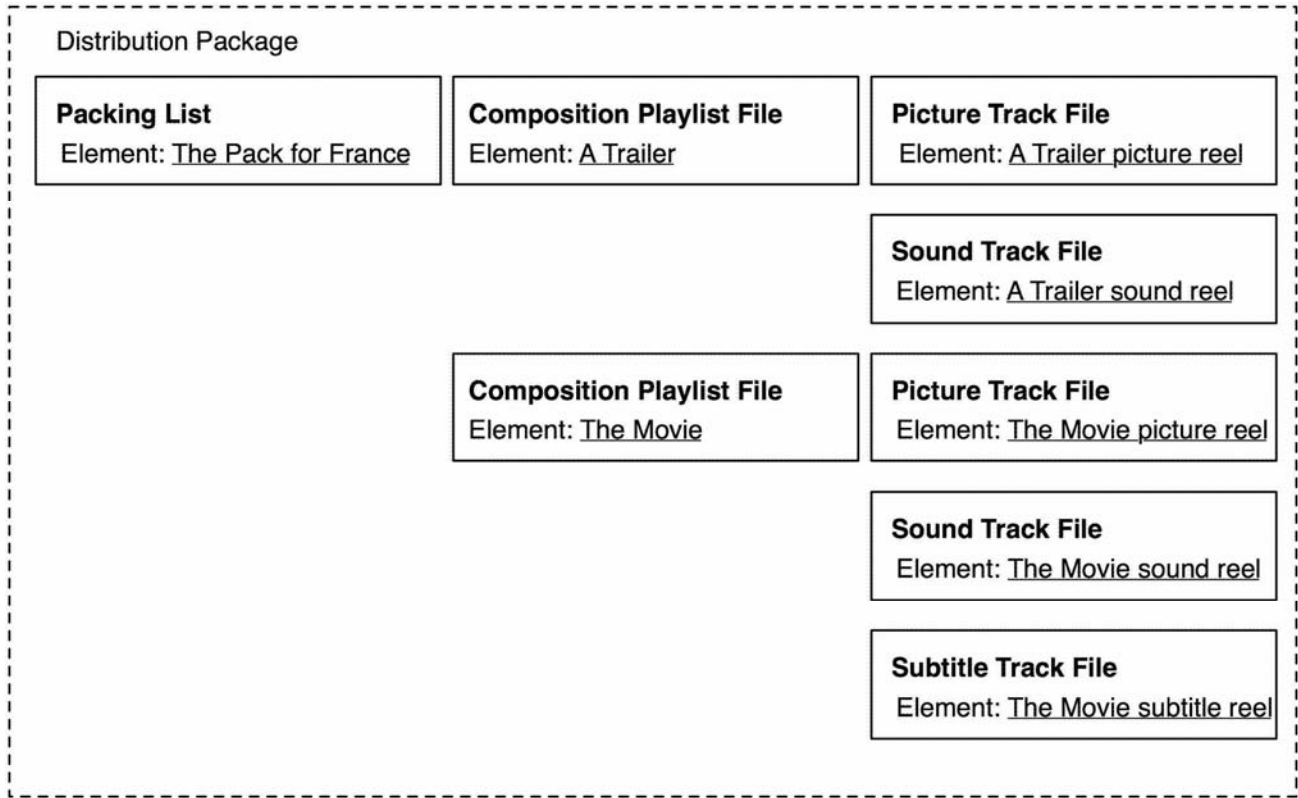 Distribution Package
Packing List
Element: The Pack for France
Composition Playlist File
Element: A Trailer
Picture Track File
Element: A Trailer picture reel
Sound Track File
Element: A Trailer sound reel
Composition Playlist File
Element: The Movie
Picture Track File
Element: The Movie picture reel
Sound Track File
Element: The Movie sound reel
Subtitle Track File
Element: The Movie subtitle reel